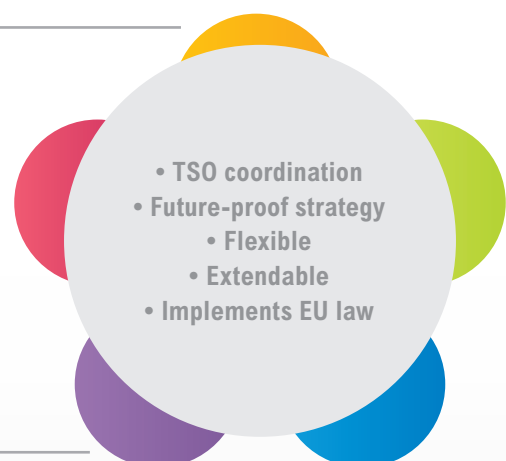 • TSO coordination
• Future-proof strategy
• Flexible
• Extendable
• Implements EU law